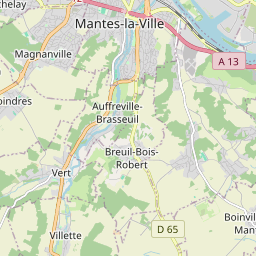 Mantes-la-Ville
Magnanville
A 13
Auffreville-
Brasseuil
Breuil-Bois-
Robert
Vert
D 65
Villette